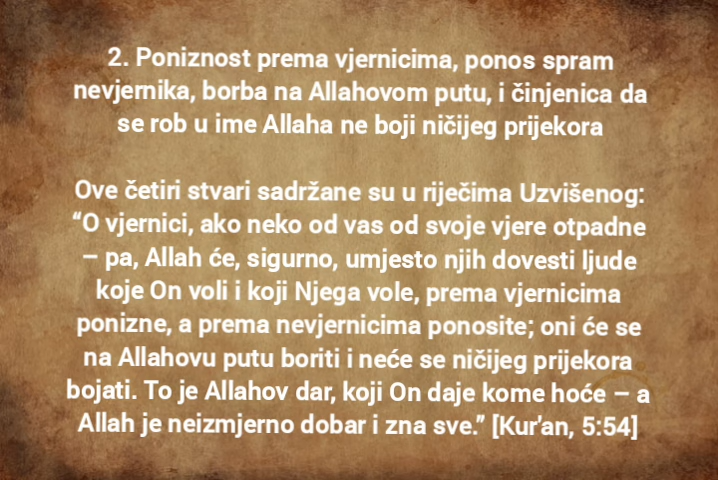 2. Poniznost prema vjernicima, ponos spram
nevjernika, borba na Allahovom putu, i činjenica da
se rob u ime Allaha ne boji ničijeg prijekora
Ove četiri stvari sadržane su u riječima Uzvišenog:
“O vjernici, ako neko od vas od svoje vjere otpadne
– pa, Allah će, sigurno, umjesto njih dovesti ljude
koje On voli i koji Njega vole, prema vjernicima
ponizne, a prema nevjernicima ponosite; oni će se
na Allahovu putu boriti i neće se ničijeg prijekora
bojati. To je Allahov dar, koji On daje kome hoće – a
Allah je neizmjerno dobar i zna sve.” [Kur'an, 5:54]